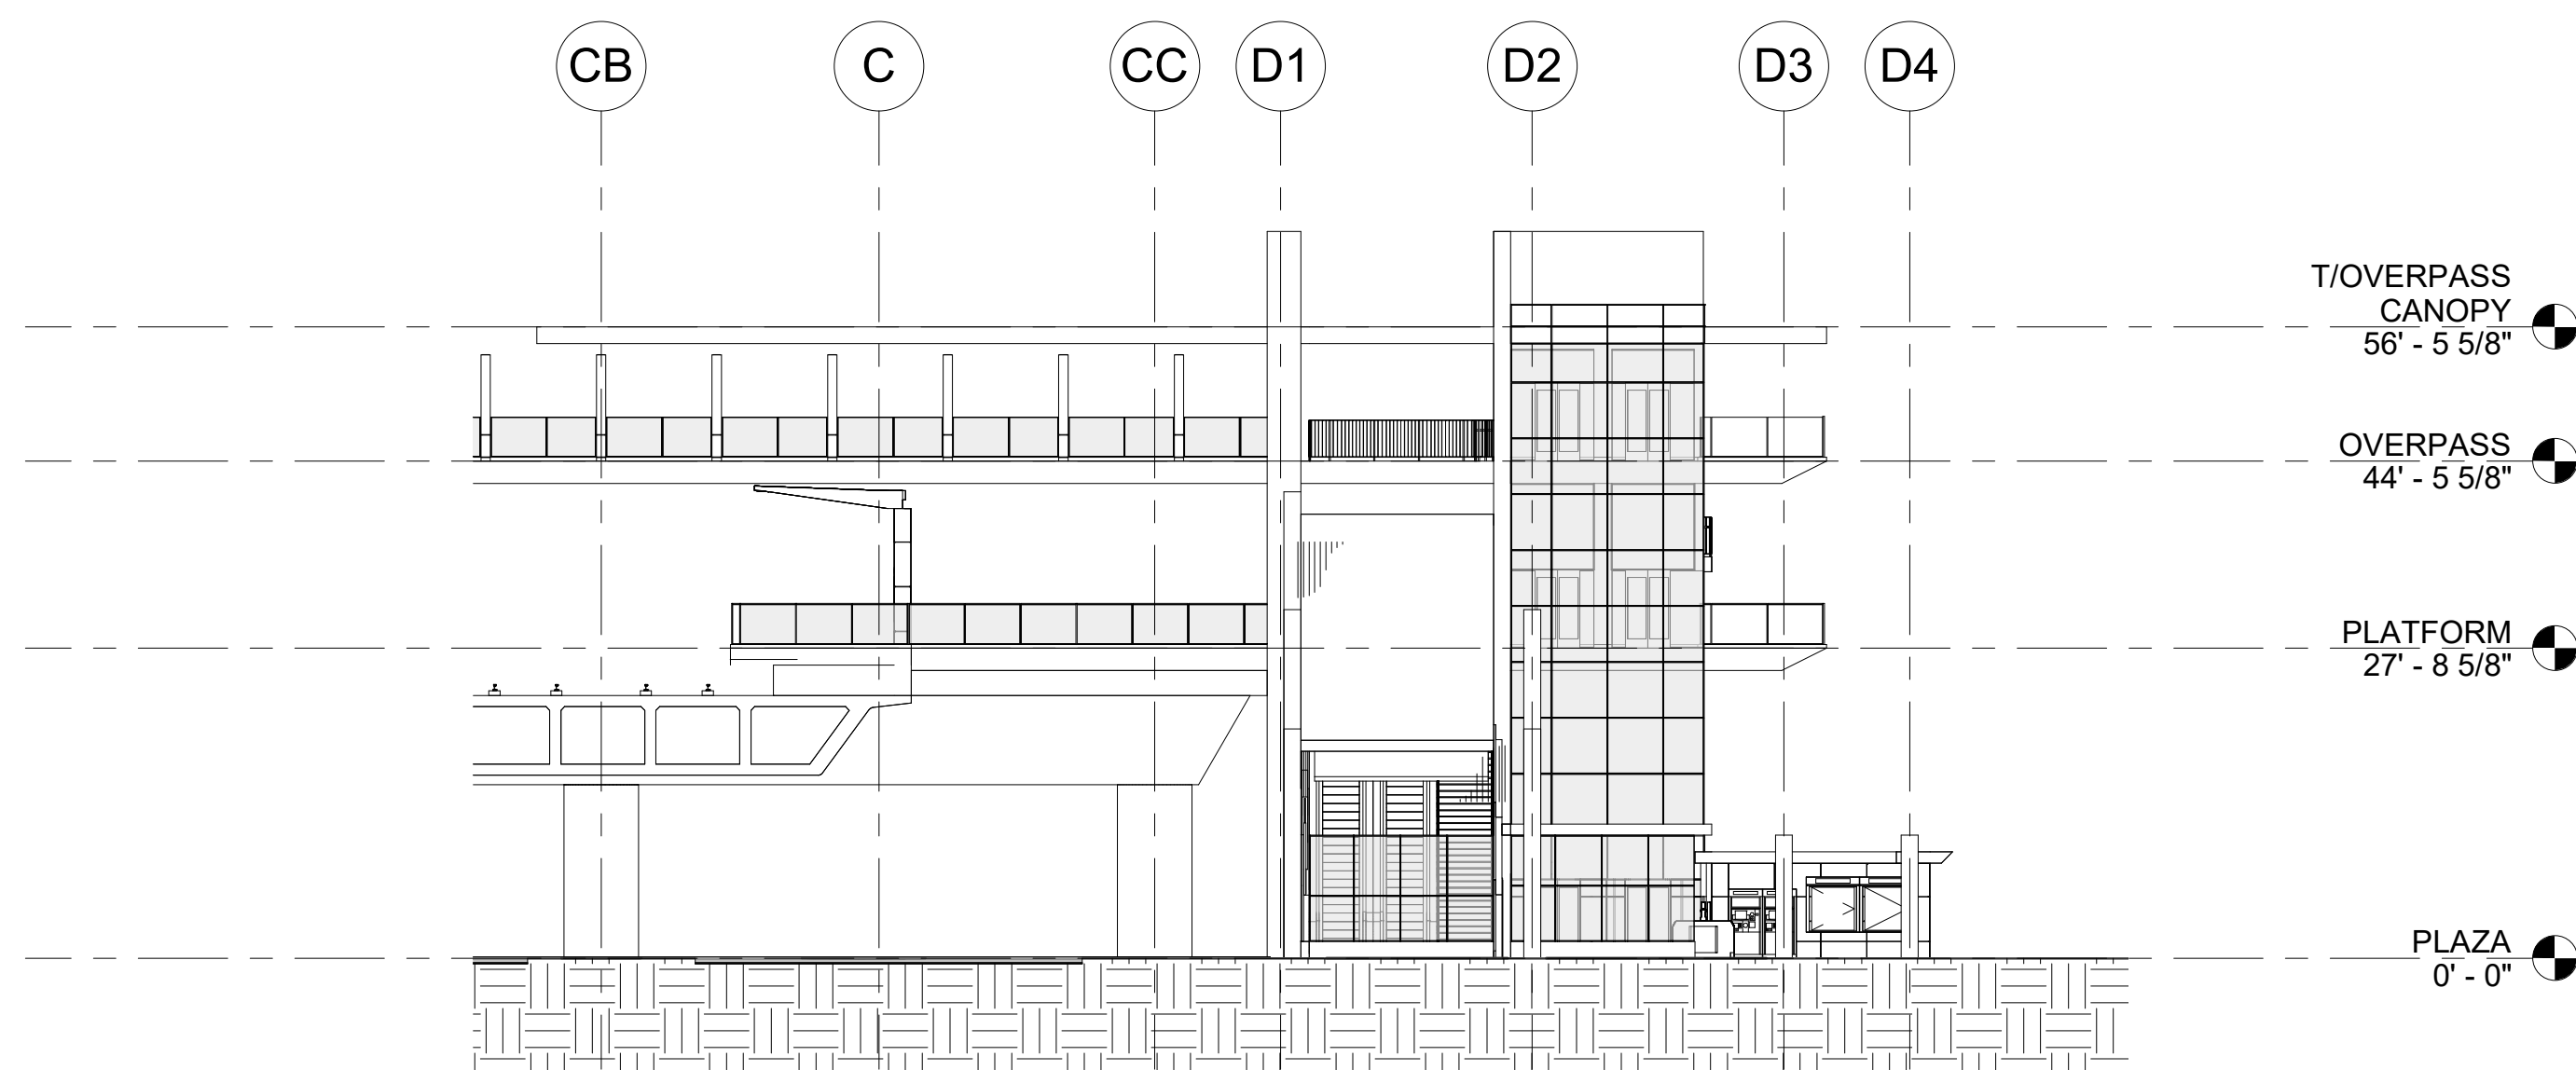 CB C CC D1 D2 D3 D4
T/OVERPASS
CANOPY
56' - 5 5/8"
OVERPASS
44' - 5 5/8"
PLATFORM
27' - 8 5/8"
PLAZA
0' - 0"